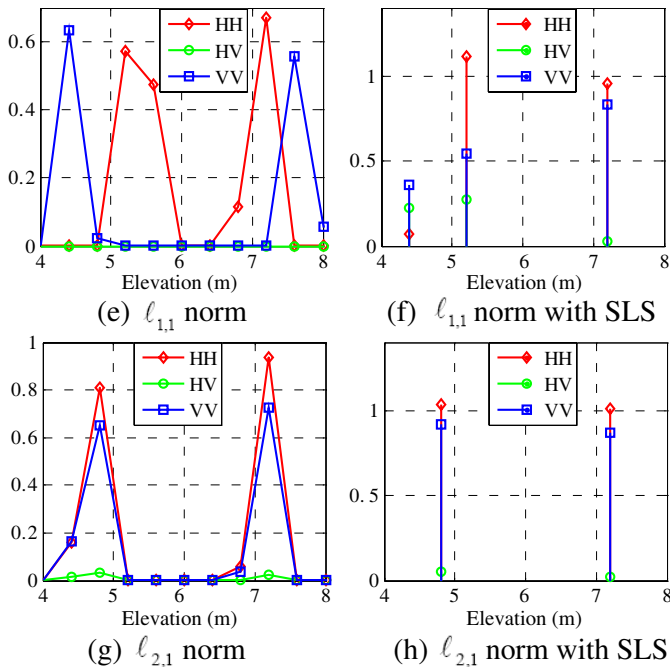 0.6
0.4
0.2
0
HH
HV
VV
4 5 6 7 8
Elevation (m)
(e) ℓ1,1 norm
1
0.5
0
HH
HV
VV
4 5 6 7 8
Elevation (m)
(f) ℓ1,1 norm with SLS
1
0.8
0.6
0.4
0.2
0
HH
HV
VV
4 5 6 7 8
Elevation (m)
(g) ℓ2,1 norm
1
0.5
0
HH
HV
VV
4 5 6 7 8
Elevation (m)
(h) ℓ2,1 norm with SLS